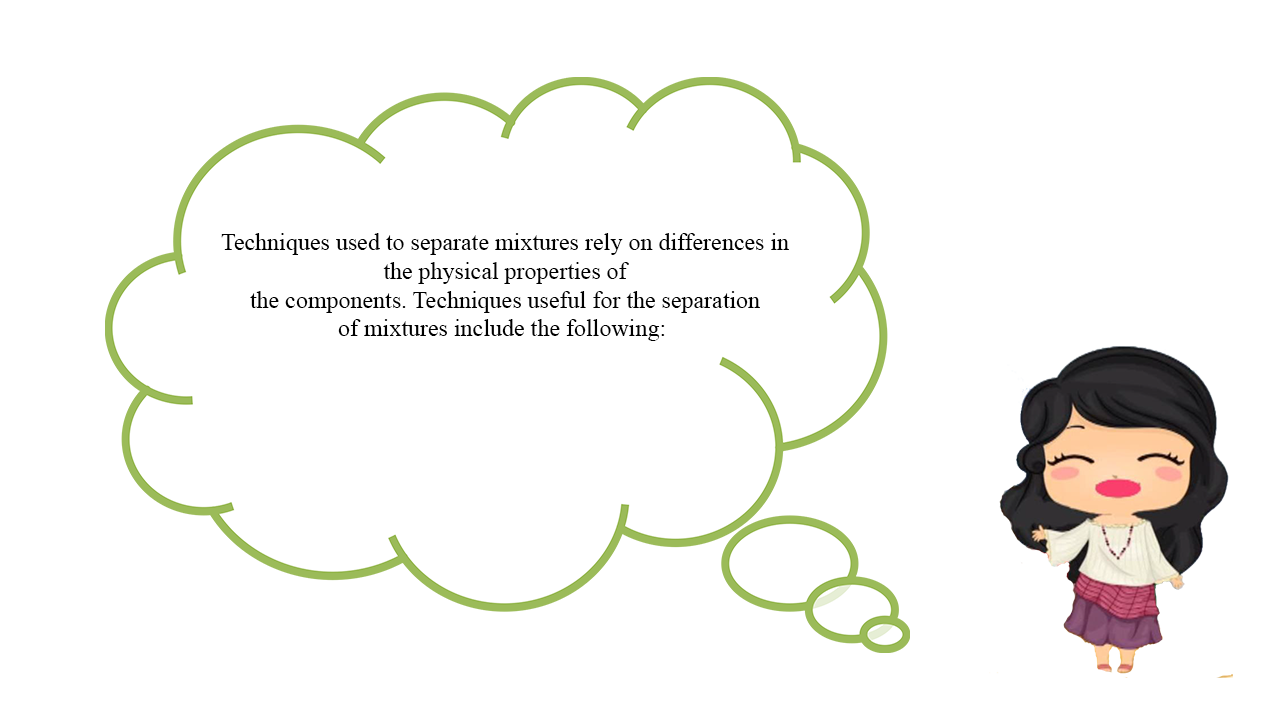 Techniques used to separate mixtures rely on differences in
the physical properties of
the components. Techniques useful for the separation
of mixtures include the following: